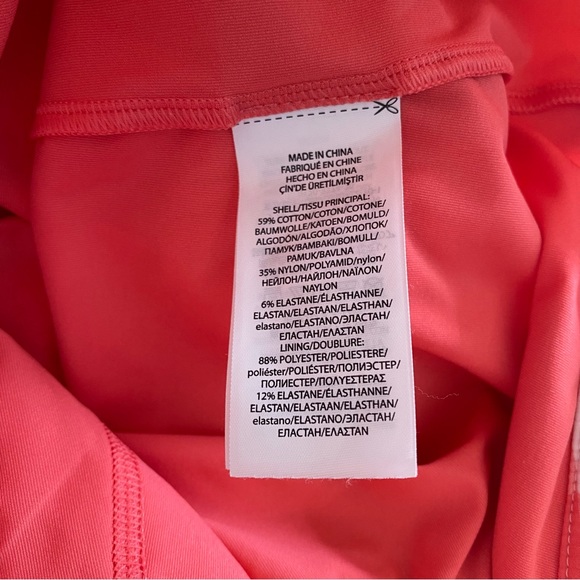 MADE IN CHINA
FABRIQUÉ EN CHINE
HECHO EN CHINA
ÇİN'DE ÜRETİLMİŞTİR
SHELL/TISSU PRINCIPAL:
59% COTTON/COTON/COTONE/
BAUMWOLLE/KATOEN/BOMULD/
ALGODÓN/ALGODÃO/ХЛОПОК/
ПАМУК/BAMBAKI/BOMULL/
PAMUK/BAVLNA
35% NYLON/POLYAMID/nylon/
НЕЙЛОН/НАЙЛОН/ΝΑΪΛΟΝ/
NAYLON
6% ELASTANE/ÉLASTHANNE/
ELASTAN/ELASTAAN/ELASTHAN/
elastano/ELASTANO/ЭЛАСТАН/
ЕЛАСТАН/ΕΛΑΣΤΑΝ
LINING/DOUBLURE:
88% POLYESTER/POLIESTERE/
poliéster/POLIÉSTER/ПОЛИЭСТЕР/
ПОЛИЕСТЕР/ΠΟΛΥΕΣΤΕΡΑΣ
12% ELASTANE/ÉLASTHANNE/
ELASTAN/ELASTAAN/ELASTHAN/
elastano/ELASTANO/ЭЛАСТАН/
ЕЛАСТАН/ΕΛΑΣΤΑΝ